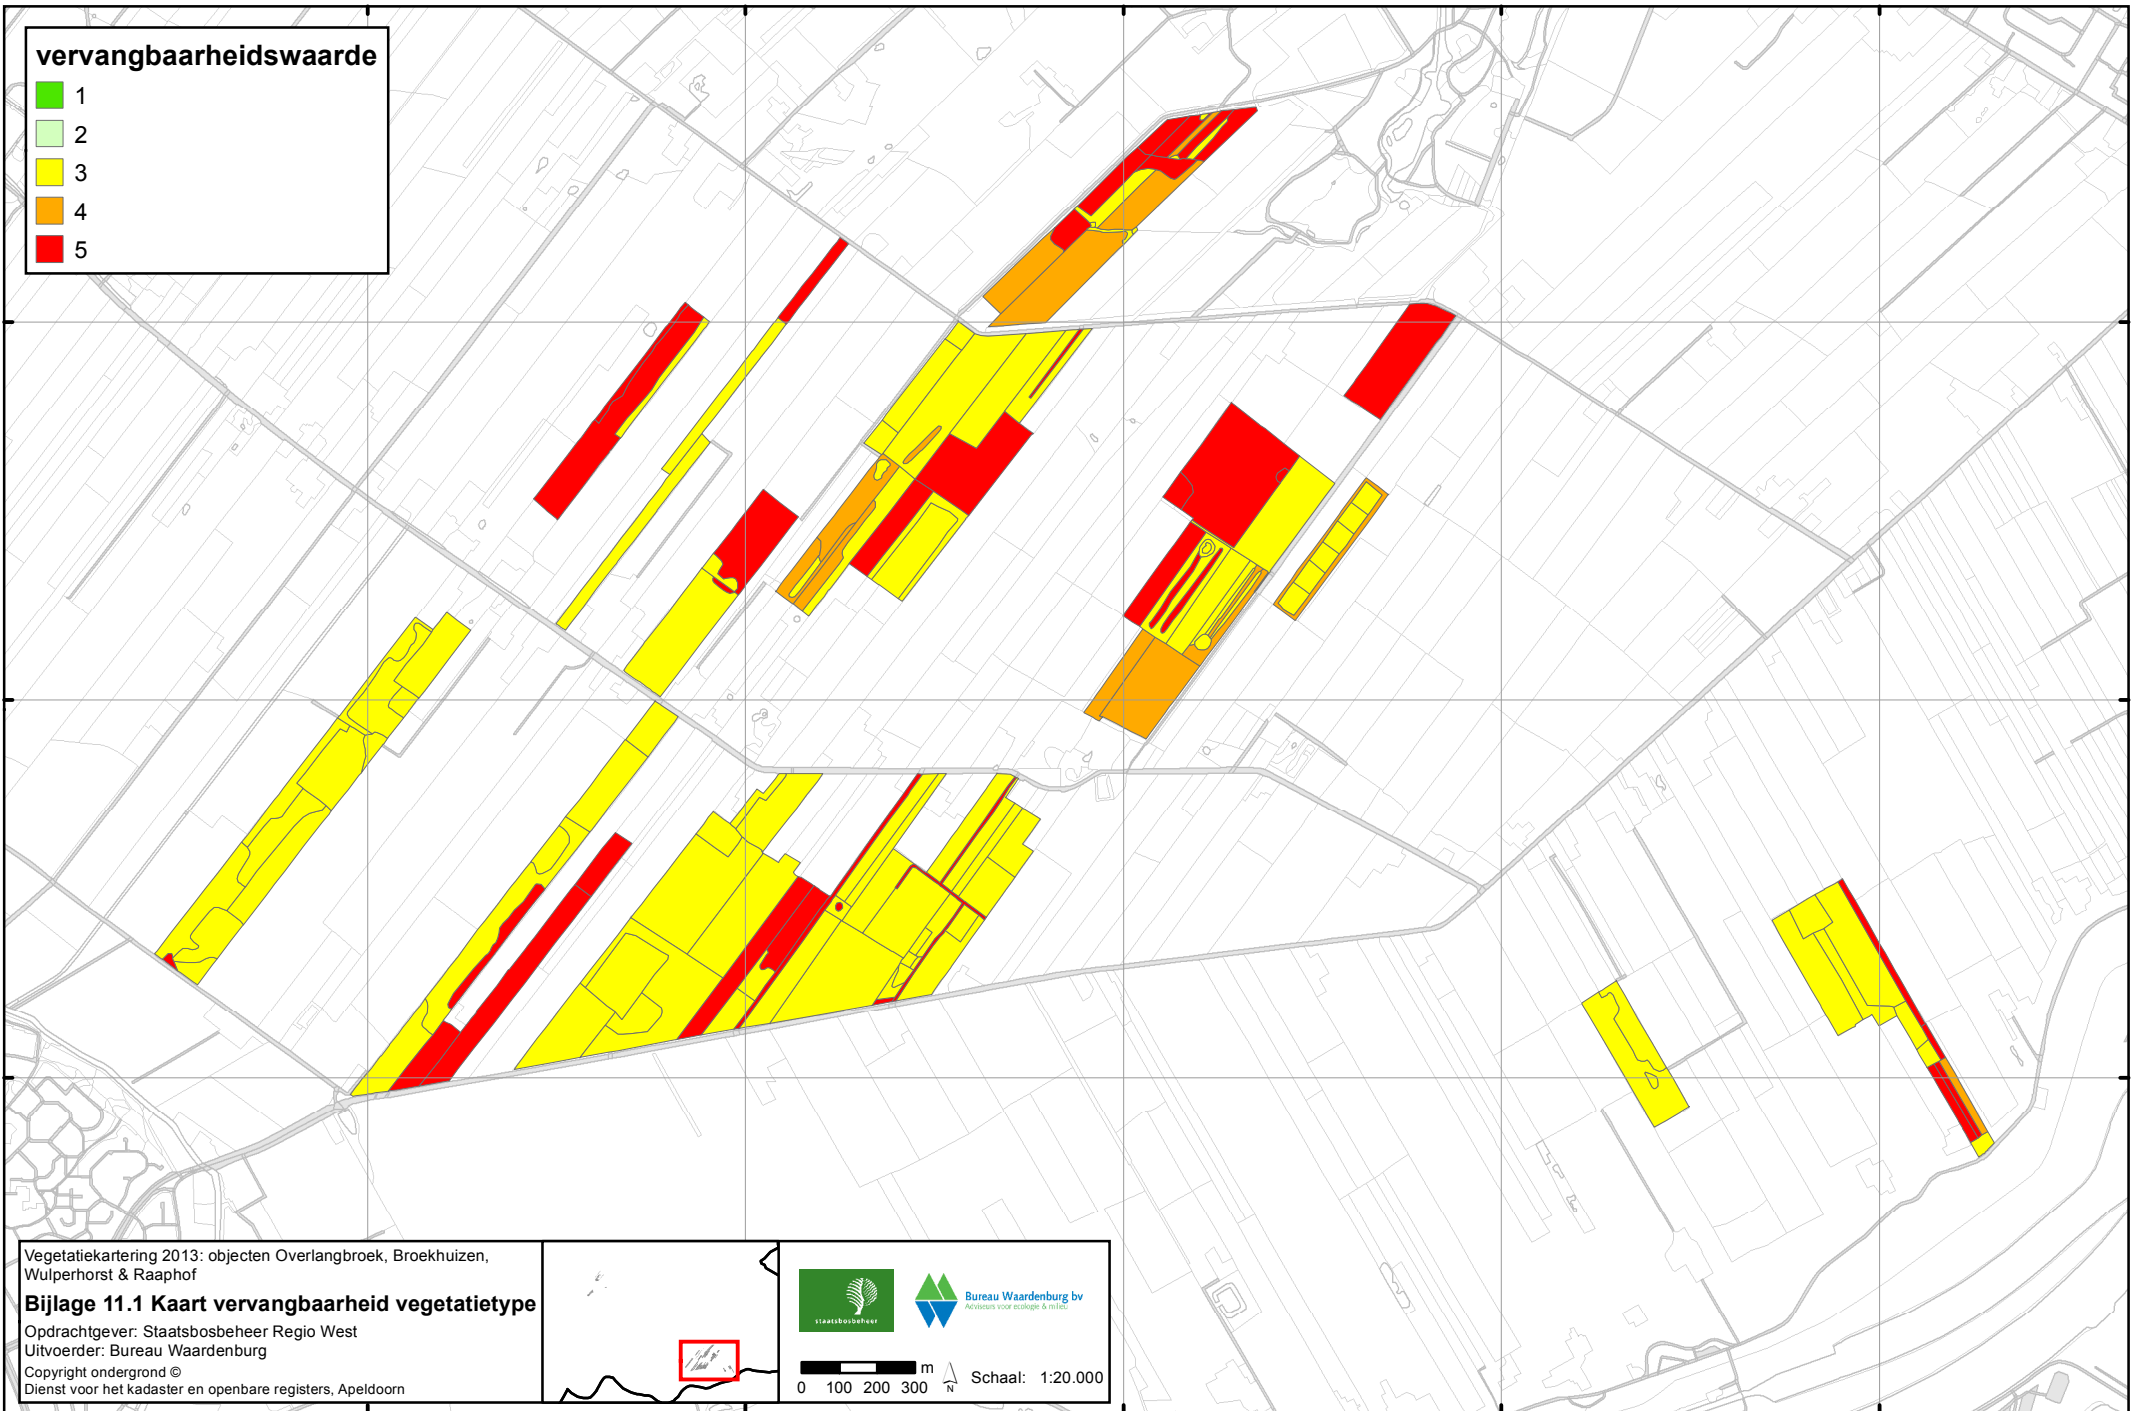 vervangbaarheidswaarde
1
2
3
4
5
Vegetatiekartering 2013: objecten Overlangbroek, Broekhuizen,
Wulperhorst & Raaphof
Bijlage 11.1 Kaart vervangbaarheid vegetatietype
Opdrachtgever: Staatsbosbeheer Regio West
Uitvoerder: Bureau Waardenburg
Copyright ondergrond ©
Dienst voor het kadaster en openbare registers, Apeldoorn
staatsbosbeheer
Bureau Waardenburg bv
Adviseurs voor ecologie & milieu
m
0 100 200 300
N
Schaal: 1:20.000